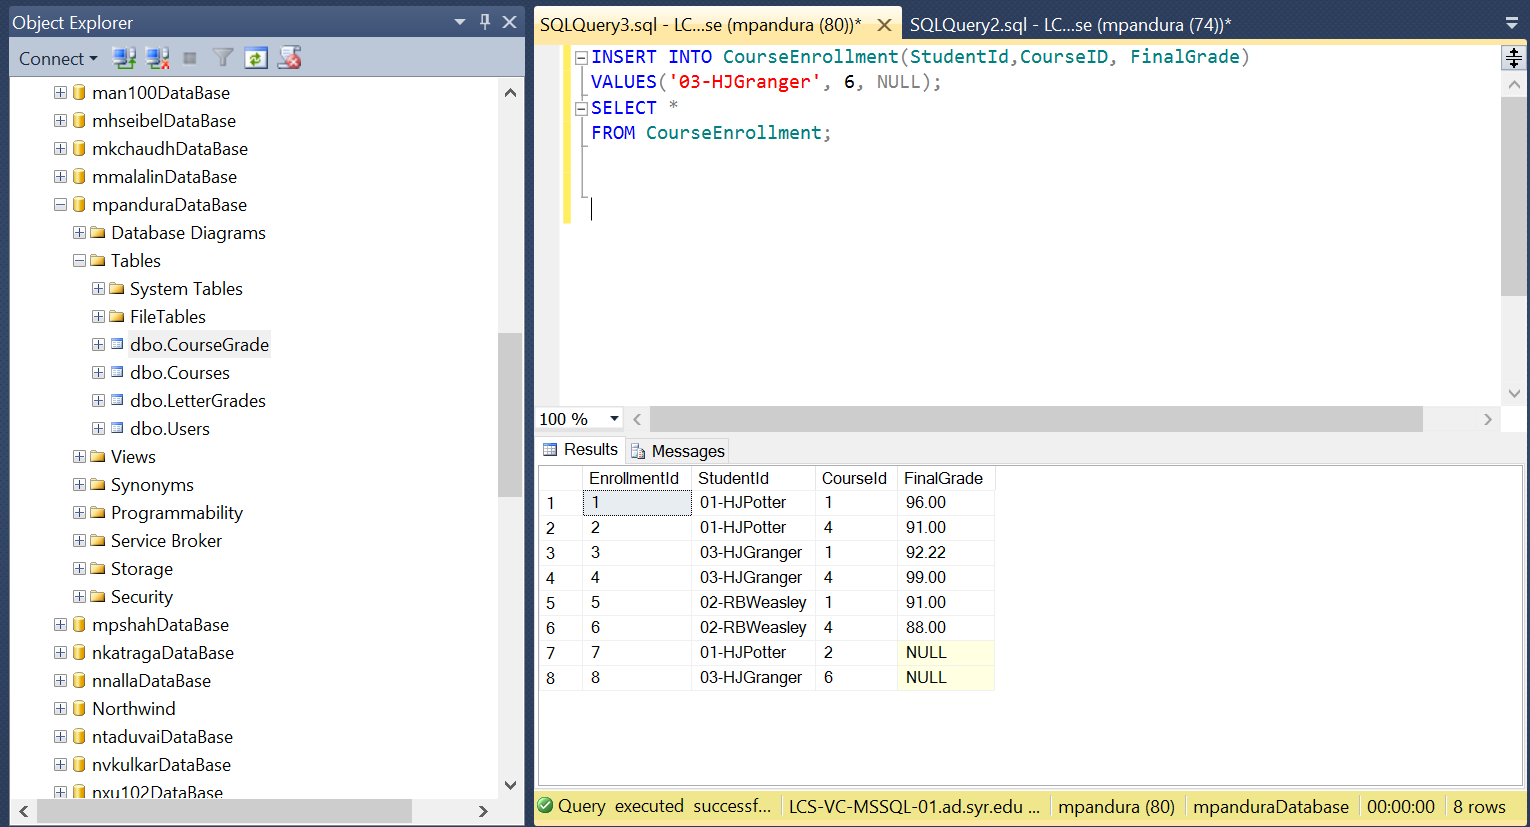 Object Explorer
Connect
man100DataBase
mhseibelDataBase
mkchaudhDataBase
mmalalinDataBase
mpanduraDataBase
Database Diagrams
Tables
System Tables
FileTables
dbo.CourseGrade
dbo.Courses
dbo.LetterGrades
dbo.Users
Views
Synonyms
Programmability
Service Broker
Storage
Security
mpshahDataBase
nkatragaDataBase
nnallaDataBase
Northwind
ntaduvaiDataBase
nvkulkarDataBase
nxu102DataBase
SQLQuery3.sql - LC...se (mpandura (80))* SQLQuery2.sql - LC...se (mpandura (74))*
INSERT INTO CourseEnrollment(StudentId,CourseID, FinalGrade)
VALUES('03-HJGranger', 6, NULL);
SELECT *
FROM CourseEnrollment;
100 %
Results Messages
EnrollmentId StudentId CourseId FinalGrade
1 1 01-HJPotter 1 96.00
2 2 01-HJPotter 4 91.00
3 3 03-HJGranger 1 92.22
4 4 03-HJGranger 4 99.00
5 5 02-RBWeasley 1 91.00
6 6 02-RBWeasley 4 88.00
7 7 01-HJPotter 2 NULL
8 8 03-HJGranger 6 NULL
Query executed successf... LCS-VC-MSSQL-01.ad.syr.edu ... mpandura (80) mpanduraDatabase 00:00:00 8 rows